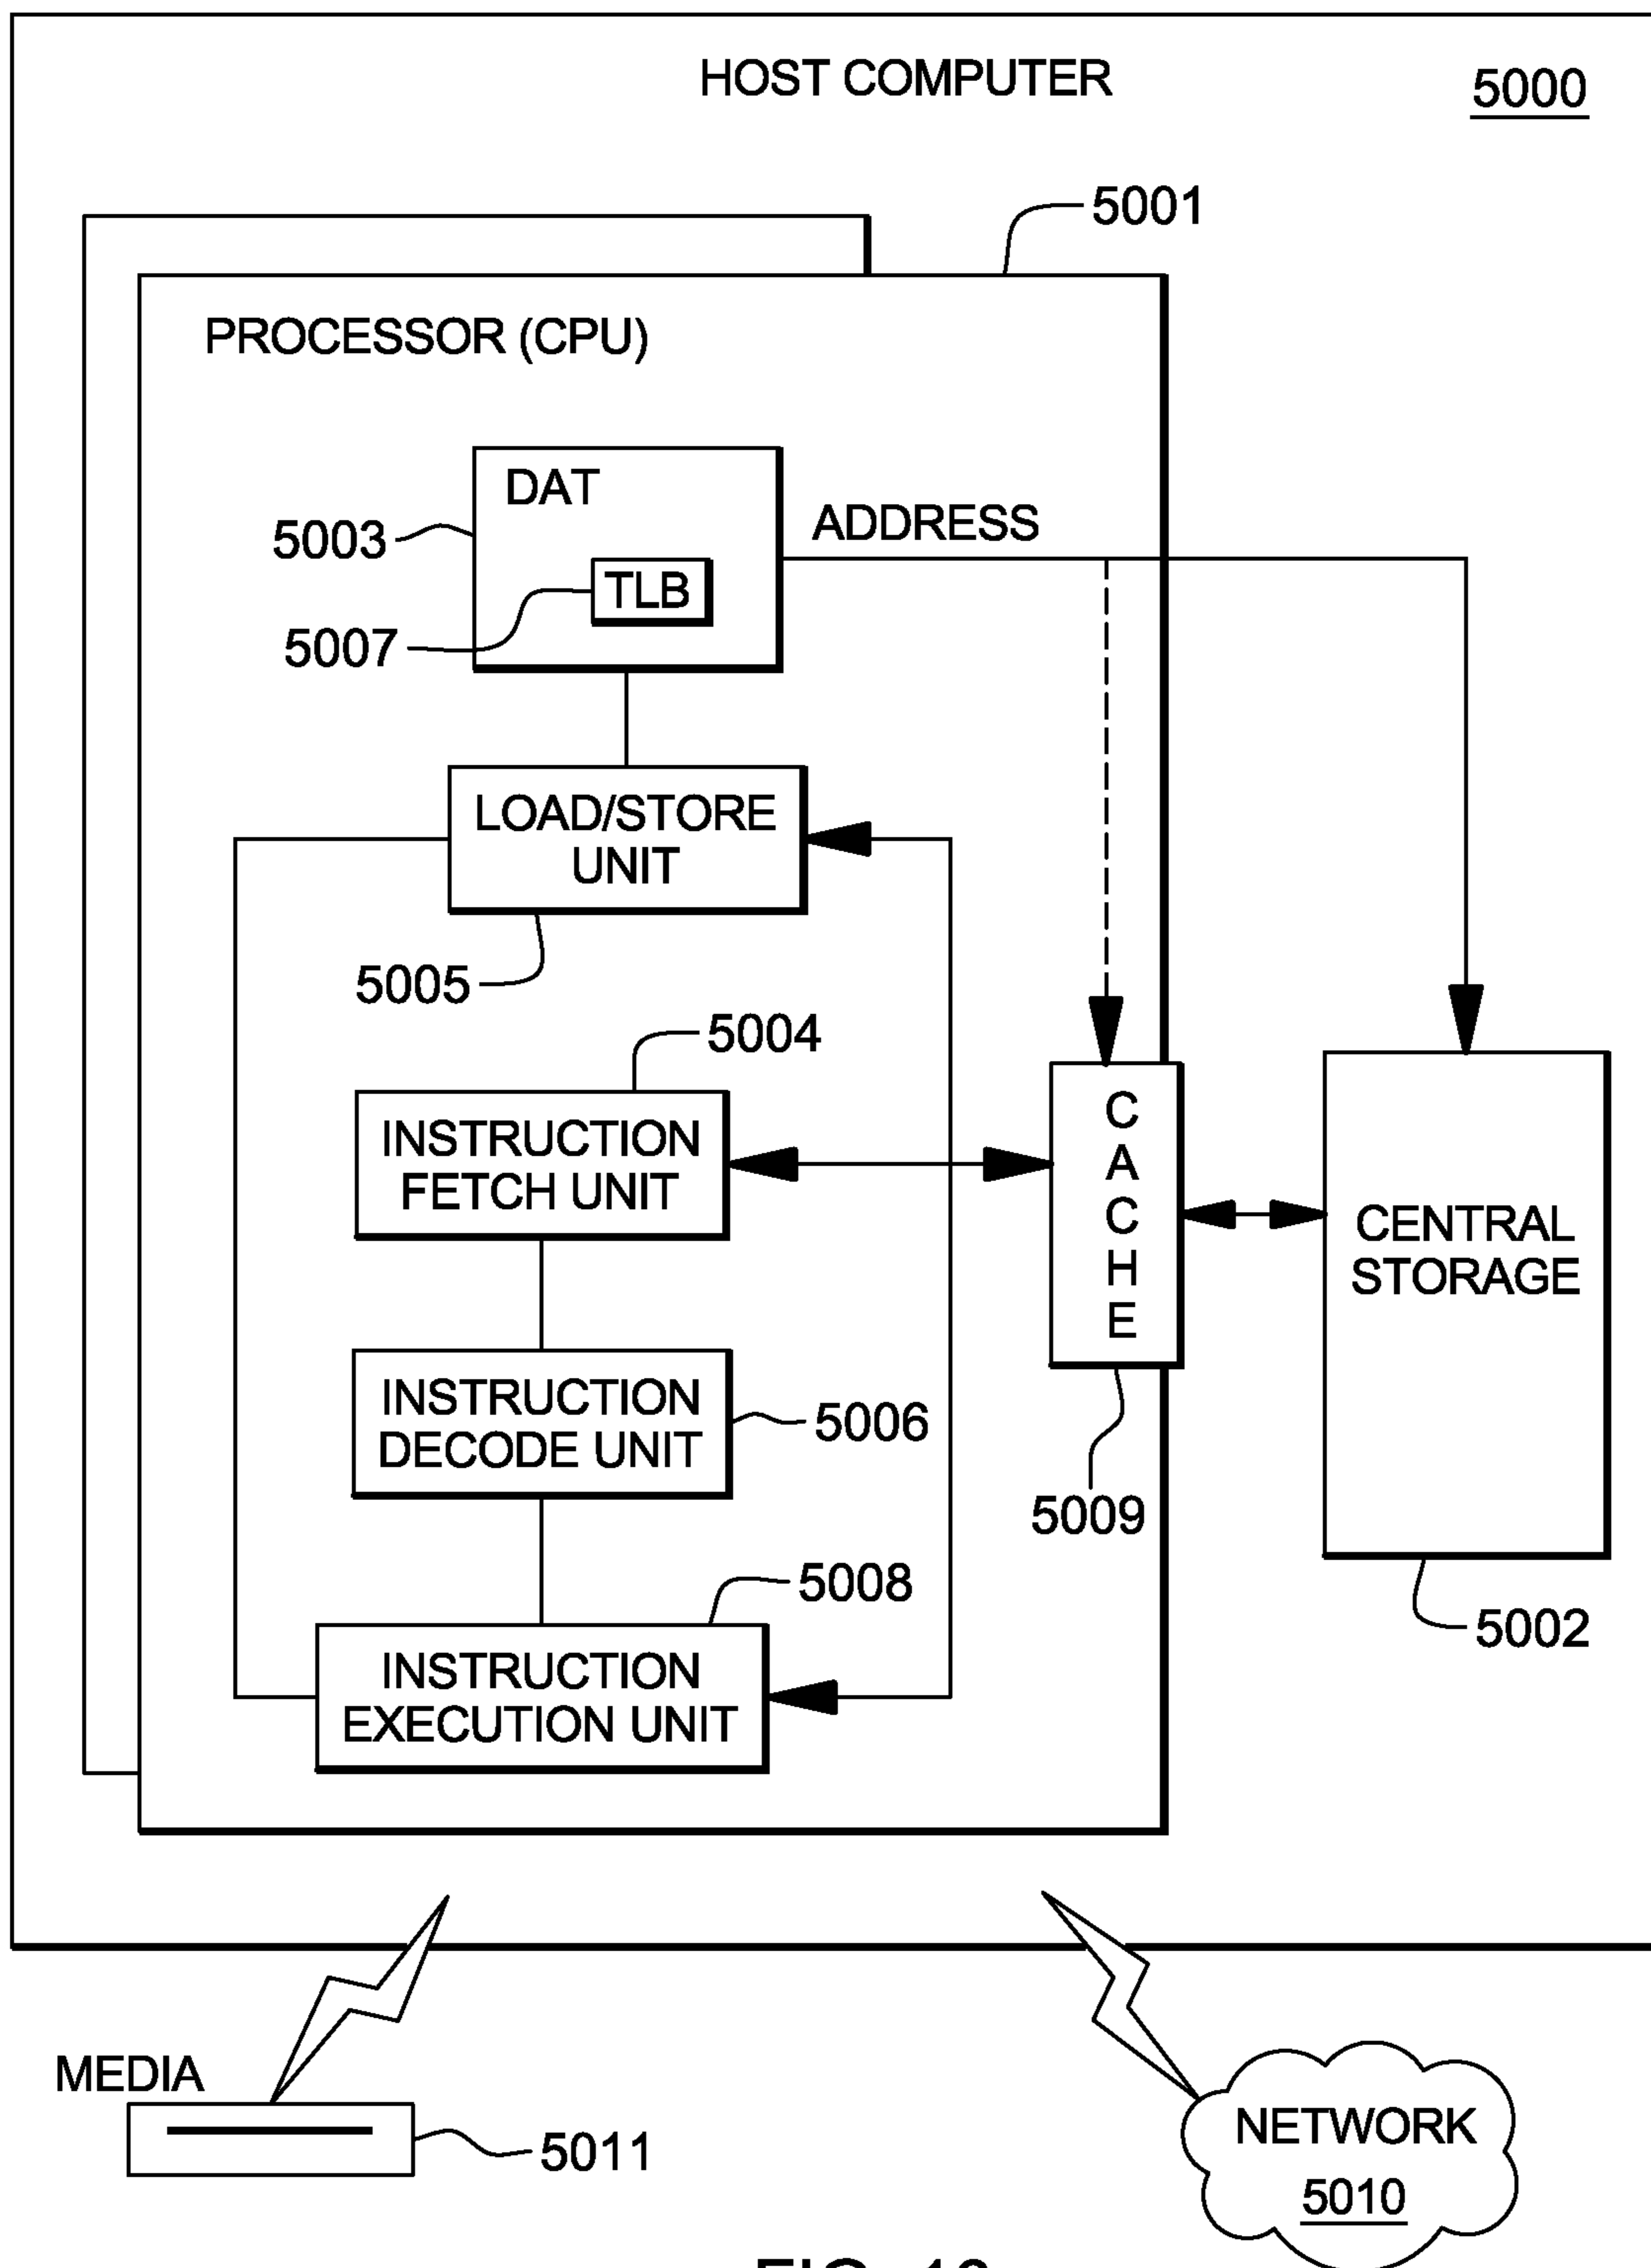 HOST COMPUTER
5000
5001
PROCESSOR (CPU)
DAT
ADDRESS
5003
TLB
5007
LOAD/STORE
UNIT
5005
5004
INSTRUCTION
FETCH UNIT
CACHE
CENTRAL
STORAGE
INSTRUCTION
DECODE UNIT
5006
5009
5008
5002
INSTRUCTION
EXECUTION UNIT
MEDIA
5011
NETWORK
5010